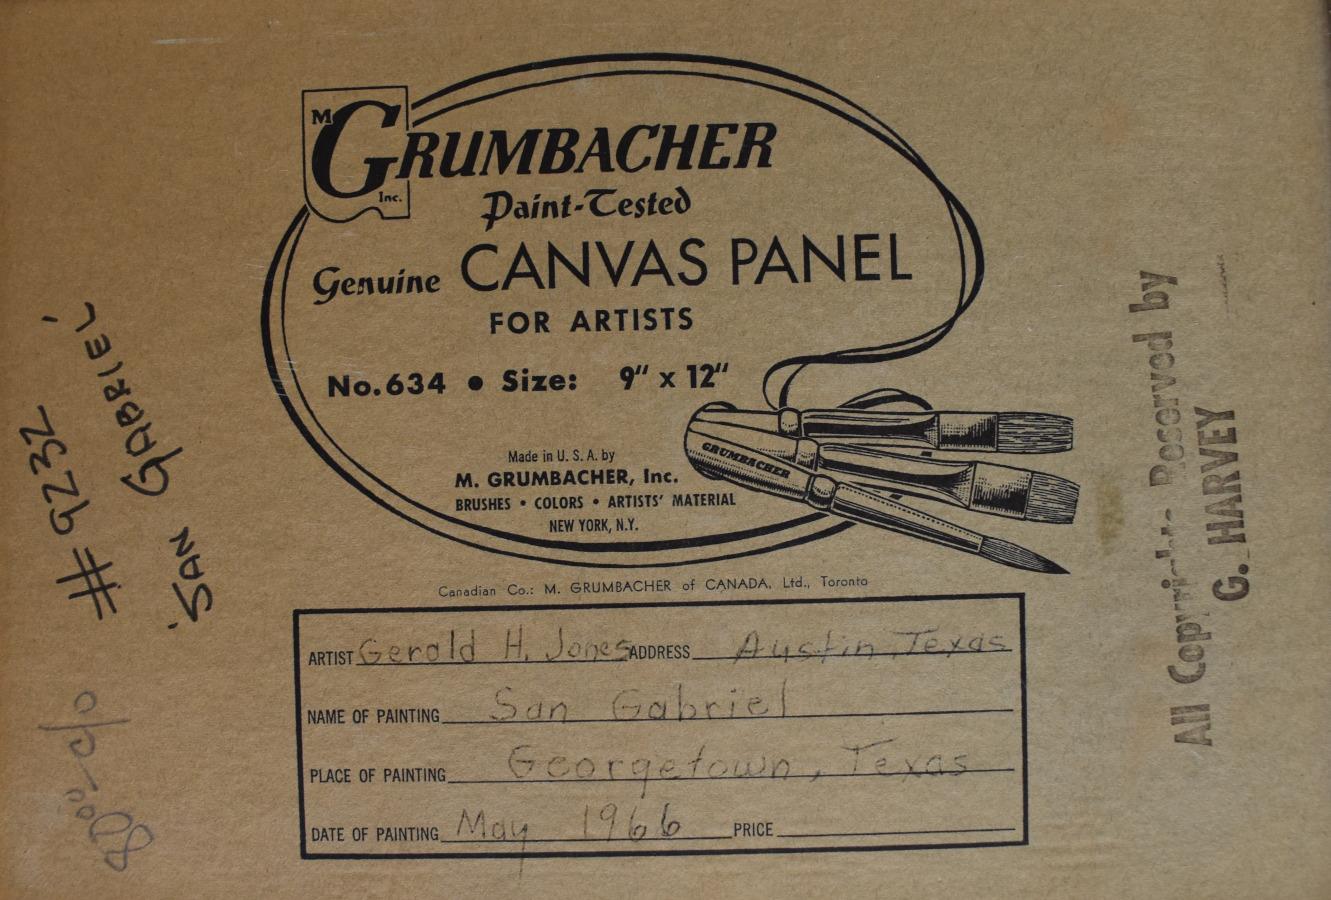 M GRUMBACHER Inc.
Paint-Tested
Genuine CANVAS PANEL
FOR ARTISTS
No. 634 • Size: 9" x 12"
Made in U. S. A. by
M. GRUMBACHER, Inc.
BRUSHES • COLORS • ARTISTS' MATERIAL
NEW YORK, N.Y.
GRUMBACHER
Canadian Co.: M. GRUMBACHER of CANADA, Ltd., Toronto
ARTIST Gerald H. Jones ADDRESS Austin, Texas
NAME OF PAINTING San Gabriel
PLACE OF PAINTING Georgetown, Texas
DATE OF PAINTING May 1966 PRICE
#9232
'SAN GABRIEL'
All Copyrights Reserved by
G. HARVEY